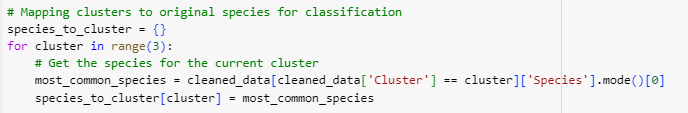 # Mapping clusters to original species for classification
species_to_cluster = {}
for cluster in range(3):
    # Get the species for the current cluster
    most_common_species = cleaned_data[cleaned_data['Cluster'] == cluster]['Species'].mode()[0]
    species_to_cluster[cluster] = most_common_species